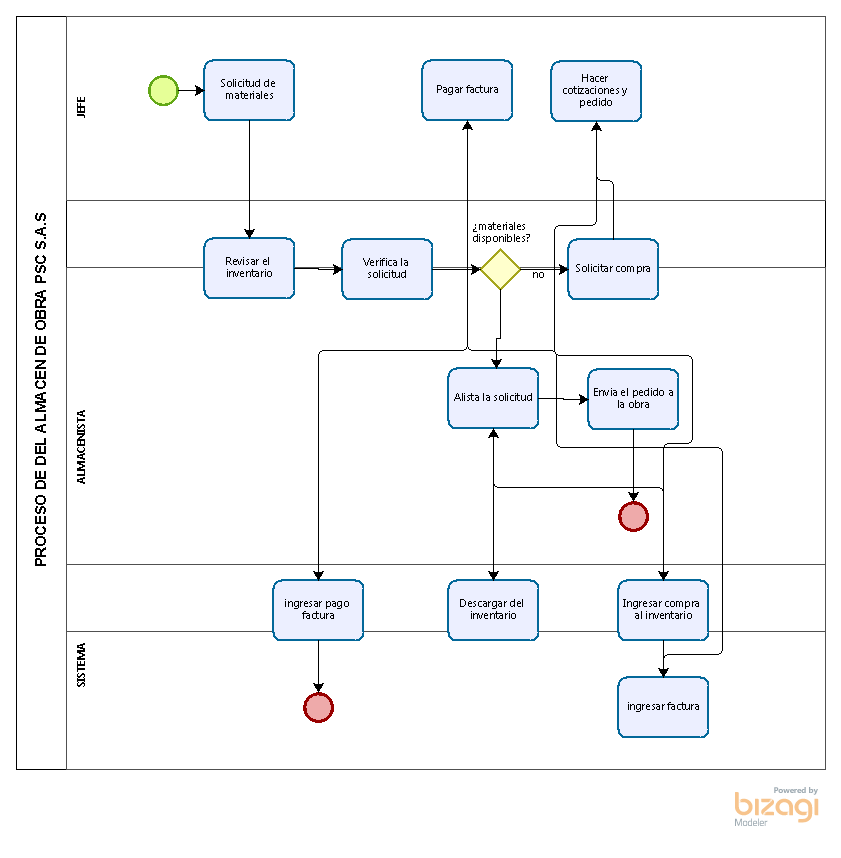 PROCESO DE DEL ALMACEN DE OBRA PSC S.A.S
JEFE
Solicitud de
materiales
Pagar factura
Hacer
cotizaciones y
pedido
ALMACENISTA
Revisar el
inventario
Verifica la
solicitud
¿materiales
disponibles?
no
Solicitar compra
Alista la solicitud
Envia el pedido a
la obra
SISTEMA
ingresar pago
factura
Descargar del
inventario
Ingresar compra
al inventario
ingresar factura
Powered by
bizagi
Modeler